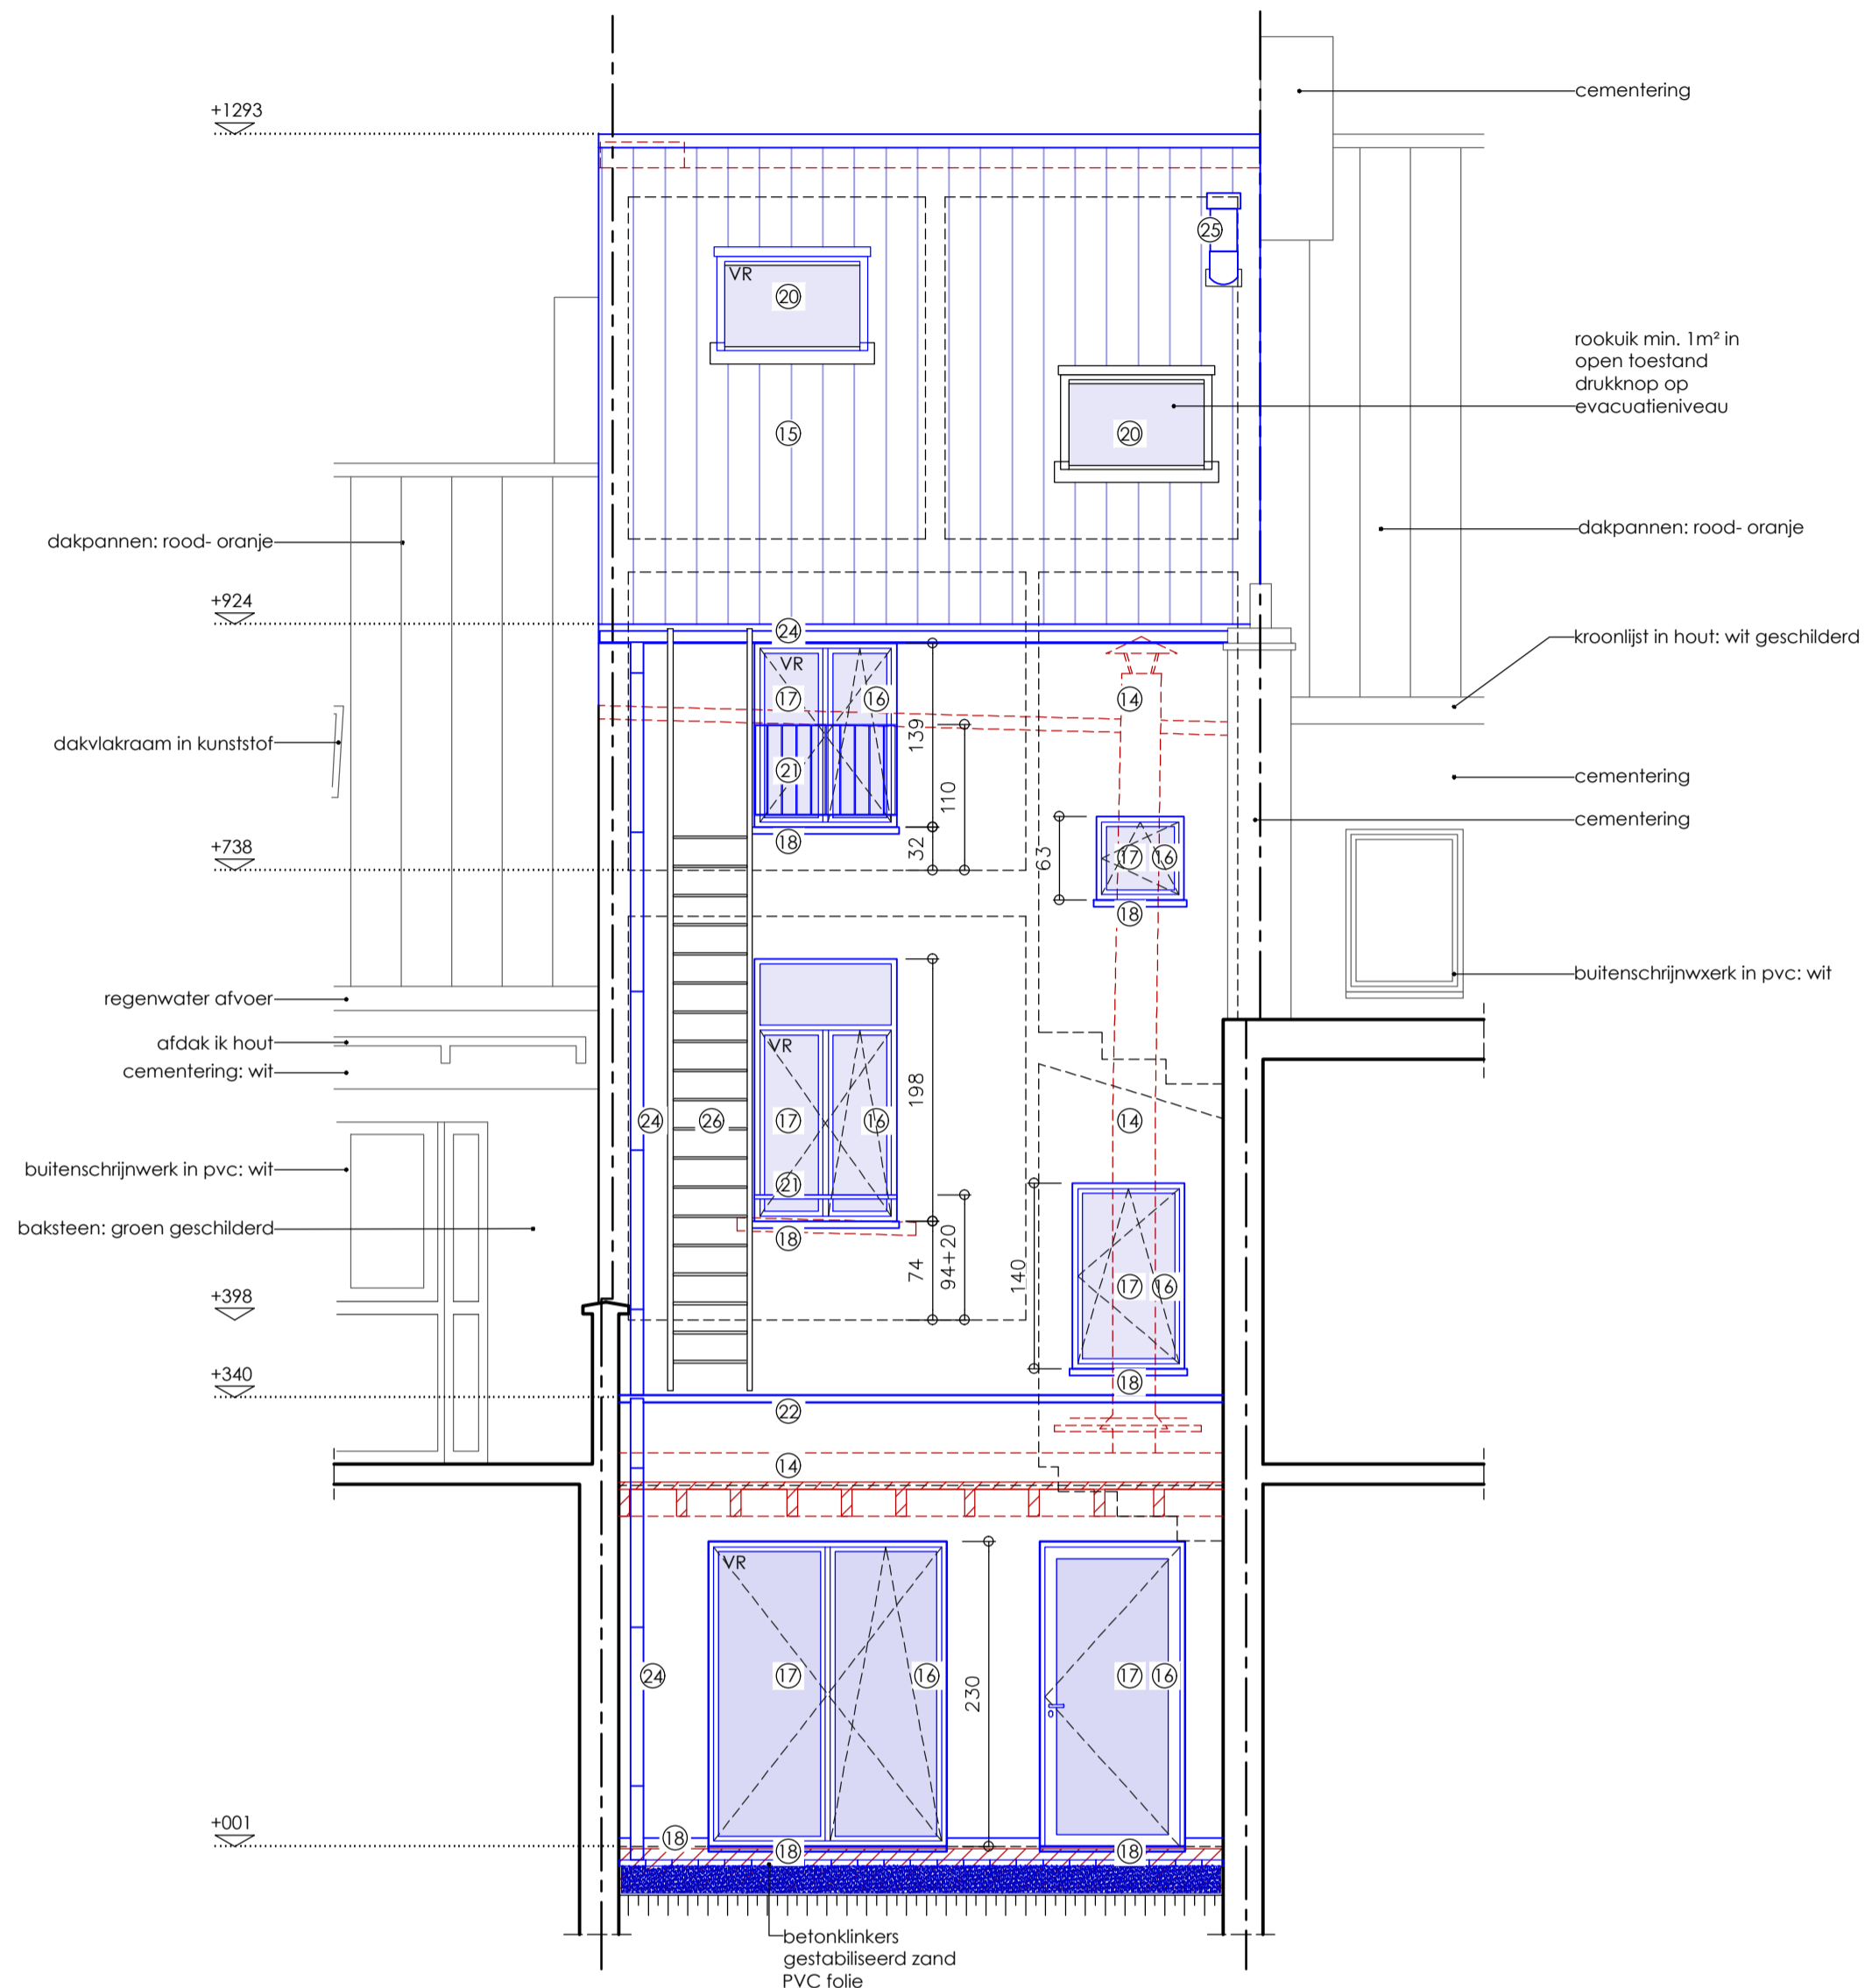 cementering
+1293
25
VR
20
rookuik min. 1m² in
open toestand
drukknop op
evacuatieniveau
15
20
dakpannen: rood- oranje
dakpannen: rood- oranje
+924
24
kroonlijst in hout: wit geschilderd
VR
17
16
14
139
dakvlakraam in kunststof
21
110
cementering
cementering
18
32
+738
63
17
16
18
buitenschrijnwxerk in pvc: wit
regenwater afvoer
afdak ik hout
VR
cementering: wit
198
24
26
17
16
14
buitenschrijnwerk in pvc: wit
21
baksteen: groen geschilderd
18
74
94+20
140
17
16
+398
+340
18
22
14
VR
24
17
16
230
17
16
+001
18
18
18
betonklinkers
gestabiliseerd zand
PVC folie